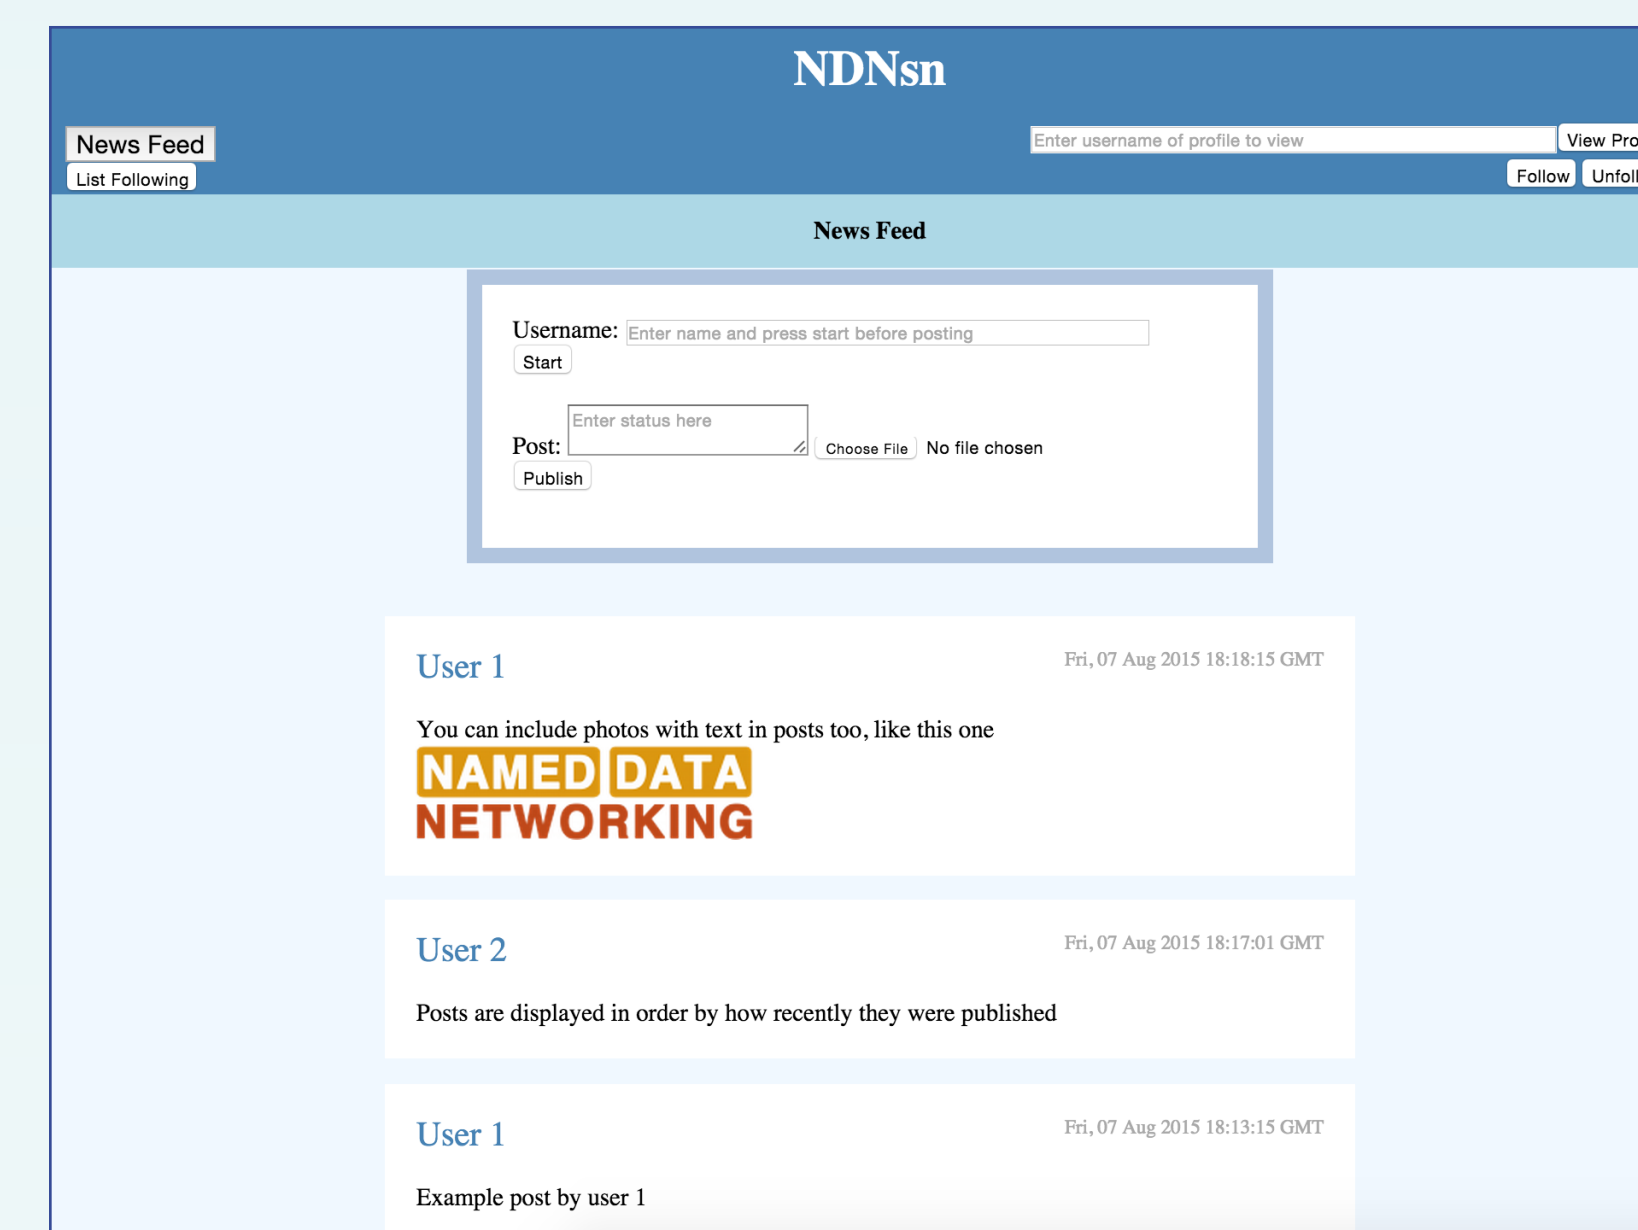 NDNsn
News Feed
Enter username of profile to view
List Following
Follow
News Feed
Username: Enter name and press start before posting
Start
Post: Enter status here Choose File No file chosen
Publish
User 1 Fri, 07 Aug 2015 18:18:15 GMT
You can include photos with text in posts too, like this one
NAMED DATA
NETWORKING
User 2 Fri, 07 Aug 2015 18:17:01 GMT
Posts are displayed in order by how recently they were published
User 1 Fri, 07 Aug 2015 18:13:15 GMT
Example post by user 1